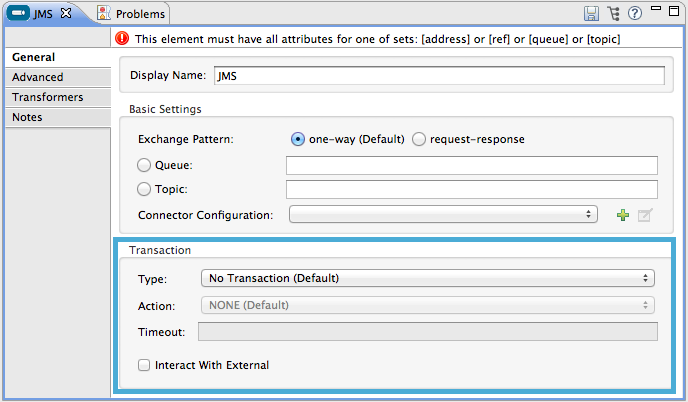 JMS Problems
This element must have all attributes for one of sets: [address] or [ref] or [queue] or [topic]
General
Advanced
Transformers
Notes
Display Name: JMS
Basic Settings
Exchange Pattern: one-way (Default) request-response
Queue:
Topic:
Connector Configuration:
Transaction
Type: No Transaction (Default)
Action: NONE (Default)
Timeout:
Interact With External